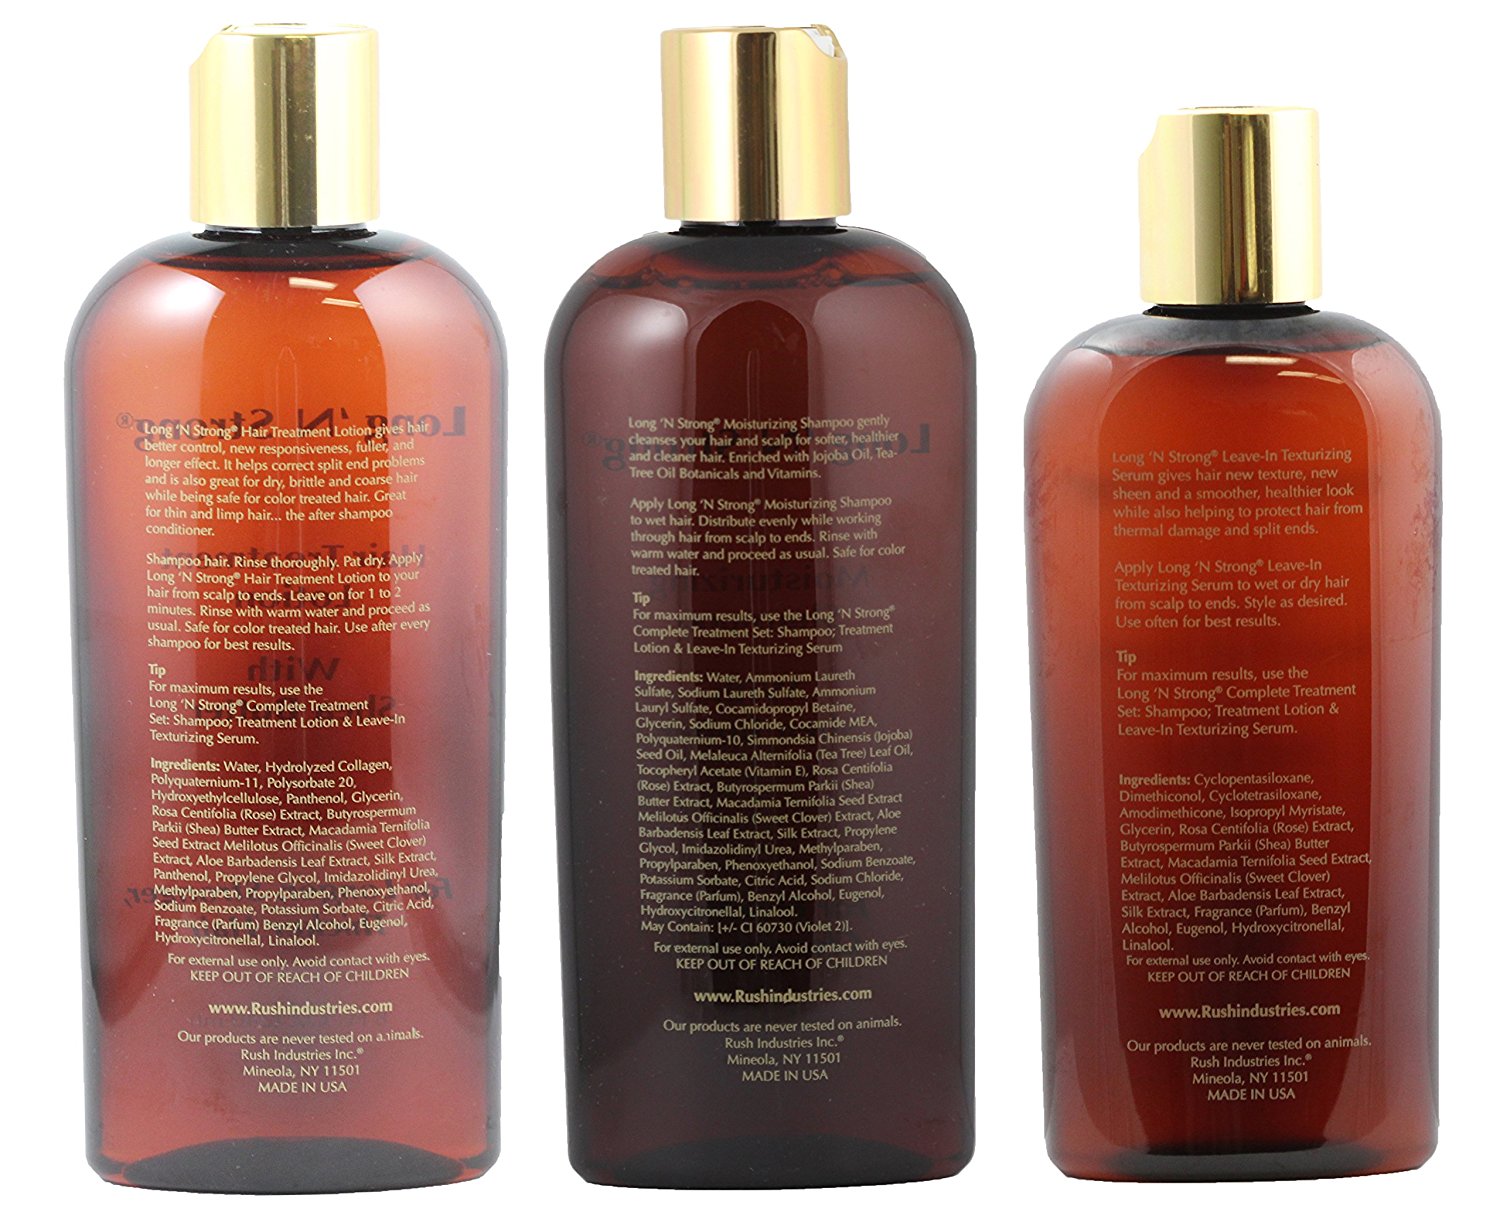 Long 'N Strong® Hair Treatment Lotion gives hair
better control, new responsiveness, fuller, and
longer effect. It helps correct split end problems
and is also great for dry, brittle and coarse hair
while being safe for color treated hair. Great
for thin and limp hair... the after shampoo
conditioner.
Shampoo hair. Rinse thoroughly. Pat dry. Apply
Long 'N Strong® Hair Treatment Lotion to your
hair from scalp to ends. Leave on for 1 to 2
minutes. Rinse with warm water and proceed as
usual. Safe for color treated hair. Use after every
shampoo for best results.
Tip
For maximum results, use the
Long 'N Strong® Complete Treatment
Set: Shampoo; Treatment Lotion & Leave-In
Texturizing Serum.
Ingredients: Water, Hydrolyzed Collagen,
Polyquaternium-11, Polysorbate 20,
Hydroxyethylcellulose, Panthenol, Glycerin,
Rosa Centifolia (Rose) Extract, Butyrospermum
Parkii (Shea) Butter Extract, Macadamia Ternifolia
Seed Extract Melilotus Officinalis (Sweet Clover)
Extract, Aloe Barbadensis Leaf Extract, Silk Extract,
Panthenol, Propylene Glycol, Imidazolidinyl Urea,
Methylparaben, Propylparaben, Phenoxyethanol,
Sodium Benzoate, Potassium Sorbate, Citric Acid,
Fragrance (Parfum) Benzyl Alcohol, Eugenol,
Hydroxycitronellal, Linalool.
For external use only. Avoid contact with eyes.
KEEP OUT OF REACH OF CHILDREN
www.Rushindustries.com
Our products are never tested on animals.
Rush Industries Inc.®
Mineola, NY 11501
MADE IN USA
Long 'N Strong® Moisturizing Shampoo gently
cleanses your hair and scalp for softer, healthier
and cleaner hair. Enriched with Jojoba Oil, Tea-
Tree Oil Botanicals and Vitamins.
Apply Long 'N Strong® Moisturizing Shampoo
to wet hair. Distribute evenly while working
through hair from scalp to ends. Rinse with
warm water and proceed as usual. Safe for color
treated hair.
Tip
For maximum results, use the Long 'N Strong®
Complete Treatment Set: Shampoo; Treatment
Lotion & Leave-In Texturizing Serum
Ingredients: Water, Ammonium Laureth
Sulfate, Sodium Laureth Sulfate, Ammonium
Lauryl Sulfate, Cocamidopropyl Betaine,
Glycerin, Sodium Chloride, Cocamide MEA,
Polyquaternium-10, Simmondsia Chinensis (Jojoba)
Seed Oil, Melaleuca Alternifolia (Tea Tree) Leaf Oil,
Tocopheryl Acetate (Vitamin E), Rosa Centifolia
(Rose) Extract, Butyrospermum Parkii (Shea)
Butter Extract, Macadamia Ternifolia Seed Extract
Melilotus Officinalis (Sweet Clover) Extract, Aloe
Barbadensis Leaf Extract, Silk Extract, Propylene
Glycol, Imidazolidinyl Urea, Methylparaben,
Propylparaben, Phenoxyethanol, Sodium Benzoate,
Potassium Sorbate, Citric Acid, Sodium Chloride,
Fragrance (Parfum), Benzyl Alcohol, Eugenol,
Hydroxycitronellal, Linalool.
May Contain: [+/- CI 60730 (Violet 2)].
For external use only. Avoid contact with eyes.
KEEP OUT OF REACH OF CHILDREN
www.Rushindustries.com
Our products are never tested on animals.
Rush Industries Inc.®
Mineola, NY 11501
MADE IN USA
Long 'N Strong® Leave-In Texturizing
Serum gives hair new texture, new
sheen and a smoother, healthier look
while also helping to protect hair from
thermal damage and split ends.
Apply Long 'N Strong® Leave-In
Texturizing Serum to wet or dry hair
from scalp to ends. Style as desired.
Use often for best results.
Tip
For maximum results, use the
Long 'N Strong® Complete Treatment
Set: Shampoo; Treatment Lotion &
Leave-In Texturizing Serum.
Ingredients: Cyclopentasiloxane,
Dimethiconol, Cyclotetrasiloxane,
Amodimethicone, Isopropyl Myristate,
Glycerin, Rosa Centifolia (Rose) Extract,
Butyrospermum Parkii (Shea) Butter
Extract, Macadamia Ternifolia Seed Extract,
Melilotus Officinalis (Sweet Clover)
Extract, Aloe Barbadensis Leaf Extract,
Silk Extract, Fragrance (Parfum), Benzyl
Alcohol, Eugenol, Hydroxycitronellal,
Linalool.
For external use only. Avoid contact with eyes.
KEEP OUT OF REACH OF CHILDREN
www.Rushindustries.com
Our products are never tested on animals.
Rush Industries Inc.®
Mineola, NY 11501
MADE IN USA